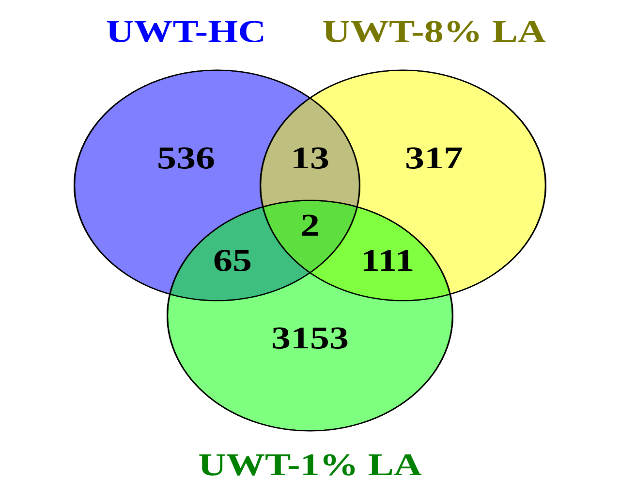 UWT-HC UWT-8% LA
536 13 317
2
65 111
3153
UWT-1% LA